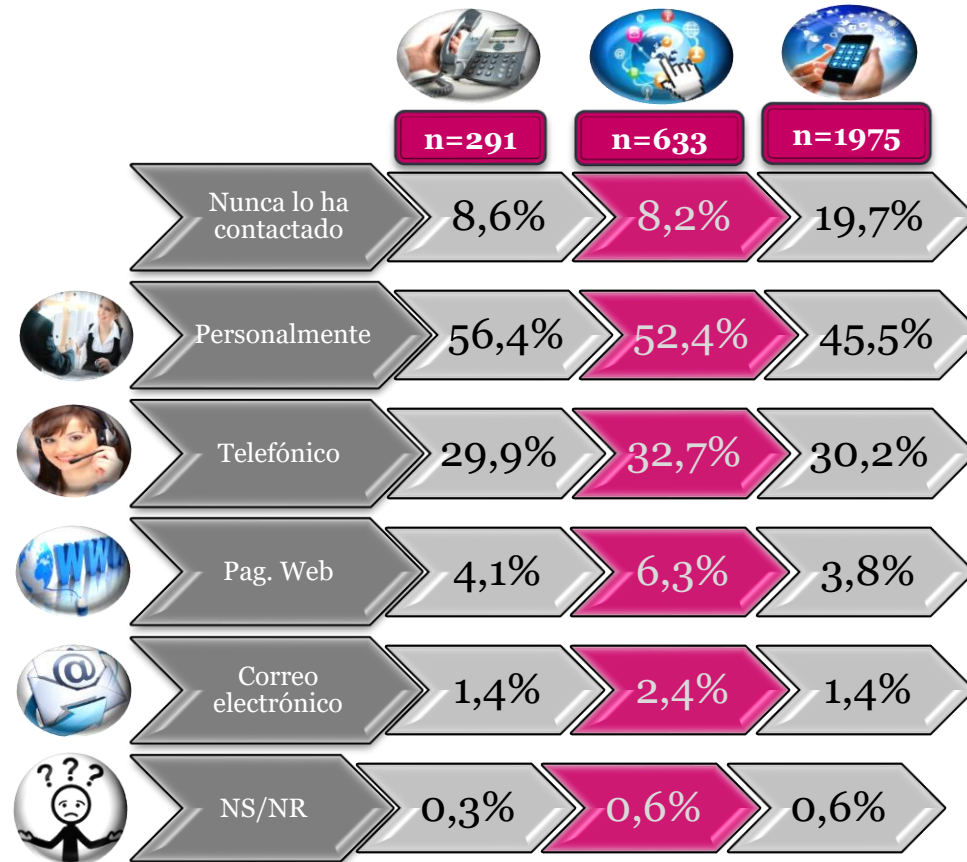 n=291 n=633 n=1975
Nunca lo ha
contactado
8,6% 8,2% 19,7%
Personalmente 56,4% 52,4% 45,5%
Telefónico 29,9% 32,7% 30,2%
WWW
Pag. Web 4,1% 6,3% 3,8%
@
Correo
electrónico
1,4% 2,4% 1,4%
???
NS/NR 0,3% 0,6% 0,6%